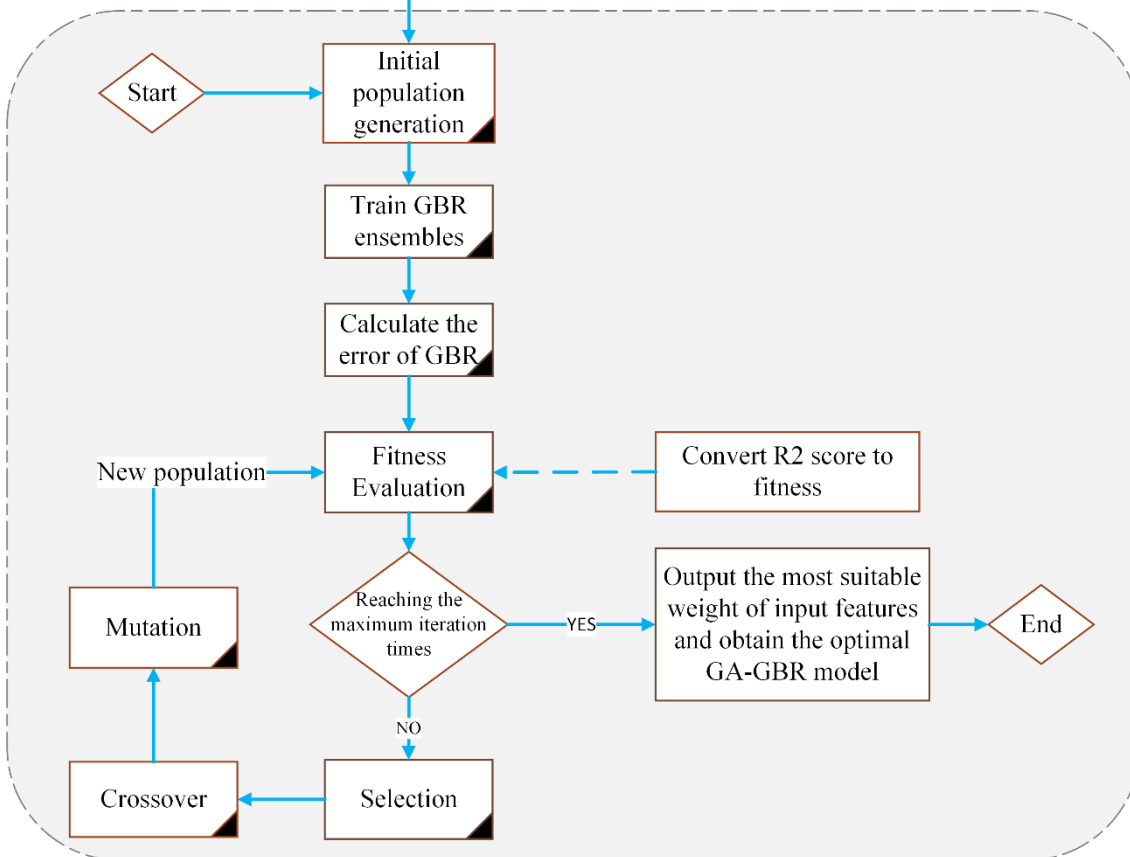 Start
Initial
population
generation
Train GBR
ensembles
Calculate the
error of GBR
New population
Fitness
Evaluation
Convert R2 score to
fitness
Reaching the
maximum iteration
times
YES
Output the most suitable
weight of input features
and obtain the optimal
GA-GBR model
End
Mutation
NO
Crossover
Selection